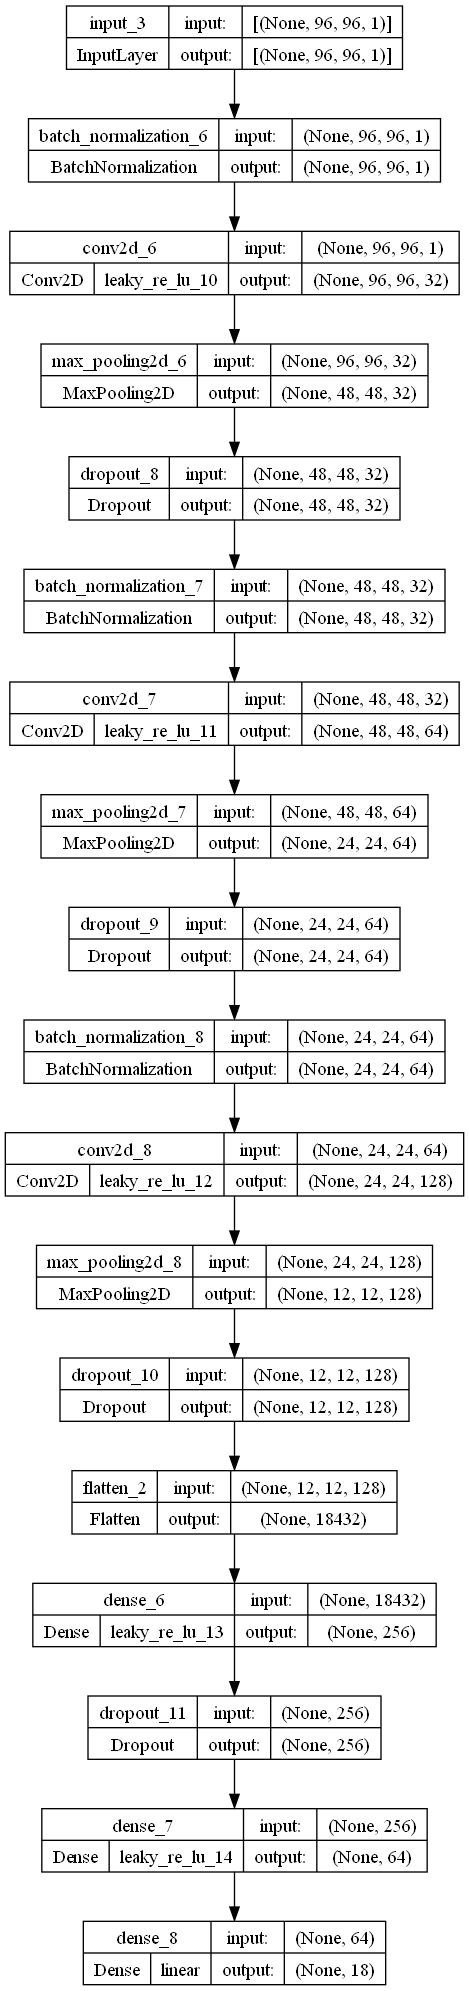 input_3 input: [(None, 96, 96, 1)]
InputLayer output: [(None, 96, 96, 1)]
batch_normalization_6 input: (None, 96, 96, 1)
BatchNormalization output: (None, 96, 96, 1)
conv2d_6 input: (None, 96, 96, 1)
Conv2D leaky_re_lu_10 output: (None, 96, 96, 32)
max_pooling2d_6 input: (None, 96, 96, 32)
MaxPooling2D output: (None, 48, 48, 32)
dropout_8 input: (None, 48, 48, 32)
Dropout output: (None, 48, 48, 32)
batch_normalization_7 input: (None, 48, 48, 32)
BatchNormalization output: (None, 48, 48, 32)
conv2d_7 input: (None, 48, 48, 32)
Conv2D leaky_re_lu_11 output: (None, 48, 48, 64)
max_pooling2d_7 input: (None, 48, 48, 64)
MaxPooling2D output: (None, 24, 24, 64)
dropout_9 input: (None, 24, 24, 64)
Dropout output: (None, 24, 24, 64)
batch_normalization_8 input: (None, 24, 24, 64)
BatchNormalization output: (None, 24, 24, 64)
conv2d_8 input: (None, 24, 24, 64)
Conv2D leaky_re_lu_12 output: (None, 24, 24, 128)
max_pooling2d_8 input: (None, 24, 24, 128)
MaxPooling2D output: (None, 12, 12, 128)
dropout_10 input: (None, 12, 12, 128)
Dropout output: (None, 12, 12, 128)
flatten_2 input: (None, 12, 12, 128)
Flatten output: (None, 18432)
dense_6 input: (None, 18432)
Dense leaky_re_lu_13 output: (None, 256)
dropout_11 input: (None, 256)
Dropout output: (None, 256)
dense_7 input: (None, 256)
Dense leaky_re_lu_14 output: (None, 64)
dense_8 input: (None, 64)
Dense linear output: (None, 18)